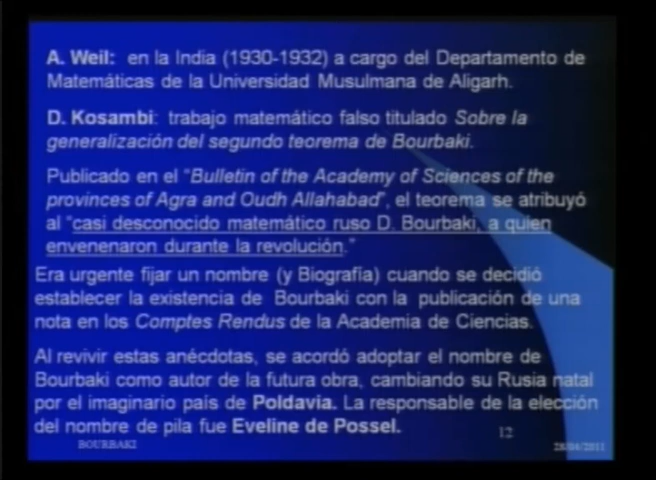 A. Weil: en la India (1930-1932) a cargo del Departamento de
Matemáticas de la Universidad Musulmana de Aligarh.
D. Kosambi: trabajo matemático falso titulado Sobre la
generalización del segundo teorema de Bourbaki.
Publicado en el "Bulletin of the Academy of Sciences of the
provinces of Agra and Oudh Allahabad", el teorema se atribuyó
al "casi desconocido matemático ruso D. Bourbaki, a quien
envenenaron durante la revolución."
Era urgente fijar un nombre (y Biografía) cuando se decidió
establecer la existencia de Bourbaki con la publicación de una
nota en los Comptes Rendus de la Academia de Ciencias.
Al revivir estas anécdotas, se acordó adoptar el nombre de
Bourbaki como autor de la futura obra, cambiando su Rusia natal
por el imaginario país de Poldavia. La responsable de la elección
del nombre de pila fue Eveline de Possel.
BOURBAKI 12 28/04/2011